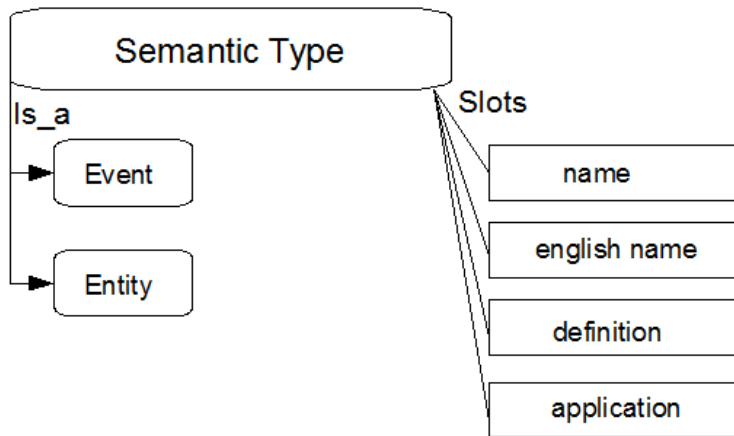 Semantic Type
Is_a
Slots
Event
name
english name
Entity
definition
application